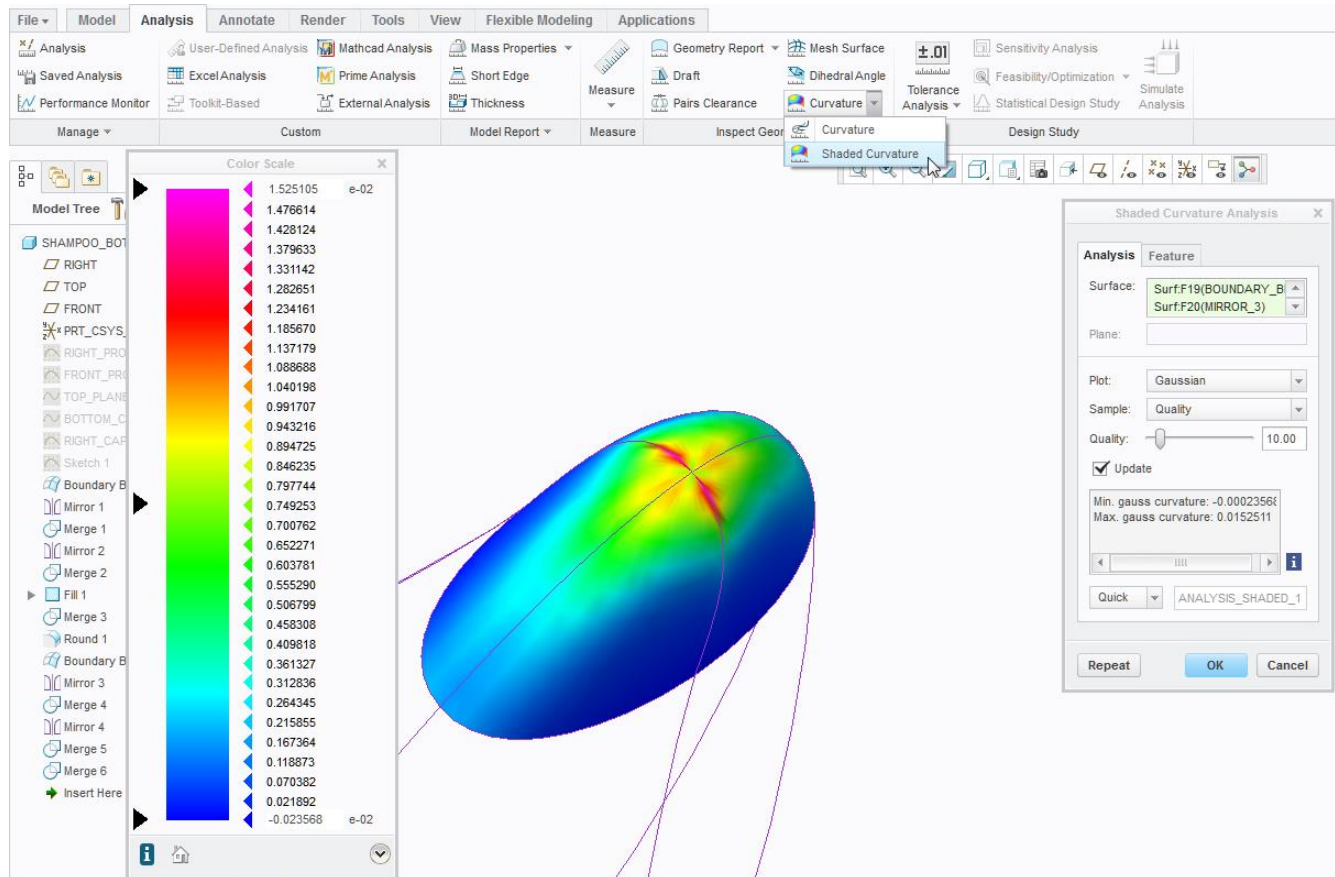 File Model Analysis Annotate Render Tools View Flexible Modeling Applications
Analysis User-Defined Analysis Mathcad Analysis Mass Properties Geometry Report Mesh Surface Sensitivity Analysis
Saved Analysis Excel Analysis Prime Analysis Short Edge Measure Draft Dihedral Angle Tolerance Analysis Feasibility/Optimization Simulate Analysis
Performance Monitor Toolkit-Based External Analysis Thickness Pairs Clearance Curvature Statistical Design Study
Manage Custom Model Report Measure Inspect Geor Design Study
Curvature
Shaded Curvature
Model Tree
SHAMPOO_BOT
RIGHT
TOP
FRONT
PRT_CSYS_
RIGHT_PRO
FRONT_PRO
TOP_PLANE
BOTTOM_C
RIGHT_CAP
Sketch 1
Boundary B
Mirror 1
Merge 1
Mirror 2
Merge 2
Fill 1
Merge 3
Round 1
Boundary B
Mirror 3
Merge 4
Mirror 4
Merge 5
Merge 6
Insert Here
Color Scale
1.525105 e-02
1.476614
1.428124
1.379633
1.331142
1.282651
1.234161
1.185670
1.137179
1.088688
1.040198
0.991707
0.943216
0.894725
0.846235
0.797744
0.749253
0.700762
0.652271
0.603781
0.555290
0.506799
0.458308
0.409818
0.361327
0.312836
0.264345
0.215855
0.167364
0.118873
0.070382
0.021892
-0.023568 e-02
Shaded Curvature Analysis
Analysis Feature
Surface: Surf:F19(BOUNDARY_B
Surf:F20(MIRROR_3)
Plane:
Plot: Gaussian
Sample: Quality
Quality: 10.00
Update
Min. gauss curvature: -0.00023568
Max. gauss curvature: 0.0152511
Quick ANALYSIS_SHADED_1
Repeat OK Cancel